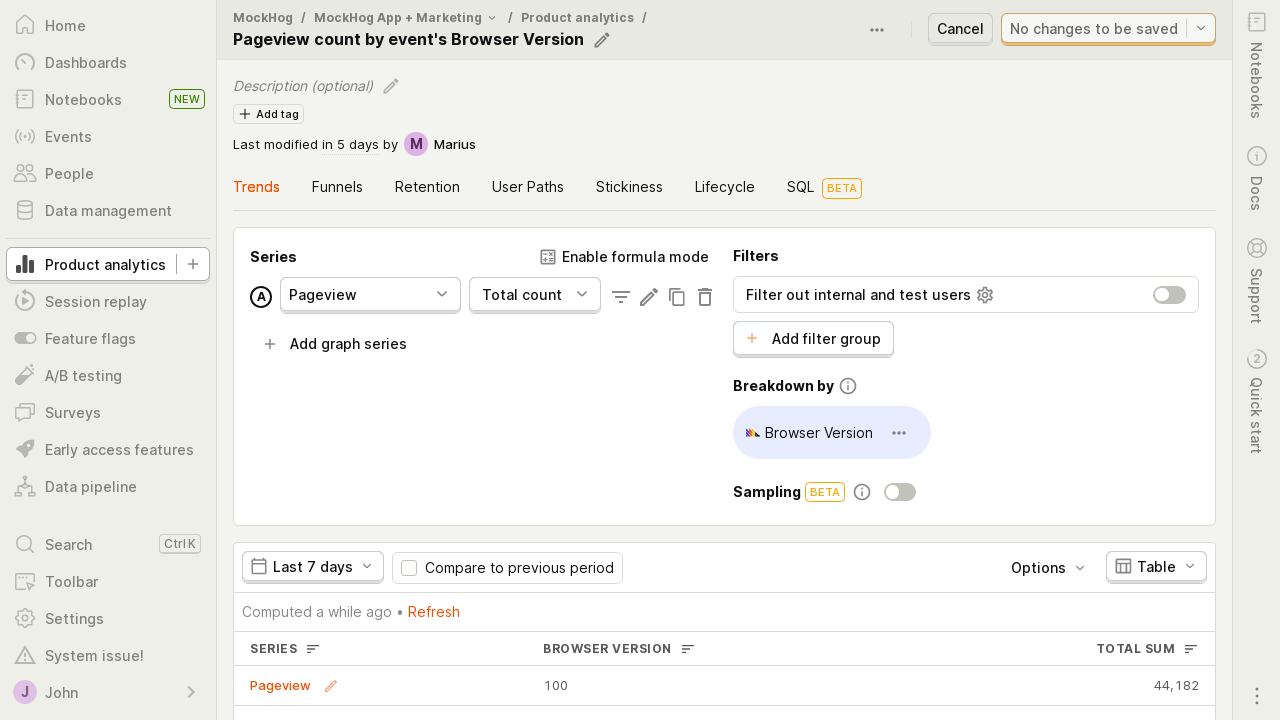 Home
Dashboards
Notebooks NEW
Events
People
Data management
Product analytics
Session replay
Feature flags
A/B testing
Surveys
Early access features
Data pipeline
Search Ctrl K
Toolbar
Settings
System issue!
J John
MockHog / MockHog App + Marketing / Product analytics /
Pageview count by event's Browser Version
Cancel
No changes to be saved
Description (optional)
Add tag
Last modified in 5 days by M Marius
Trends Funnels Retention User Paths Stickiness Lifecycle SQL BETA
Series
Enable formula mode
A Pageview Total count
Add graph series
Filters
Filter out internal and test users
Add filter group
Breakdown by
Browser Version
Sampling BETA
Last 7 days
Compare to previous period
Options
Table
Computed a while ago • Refresh
SERIES BROWSER VERSION TOTAL SUM
Pageview 100 44,182
Notebooks
Docs
Support
2 Quick start